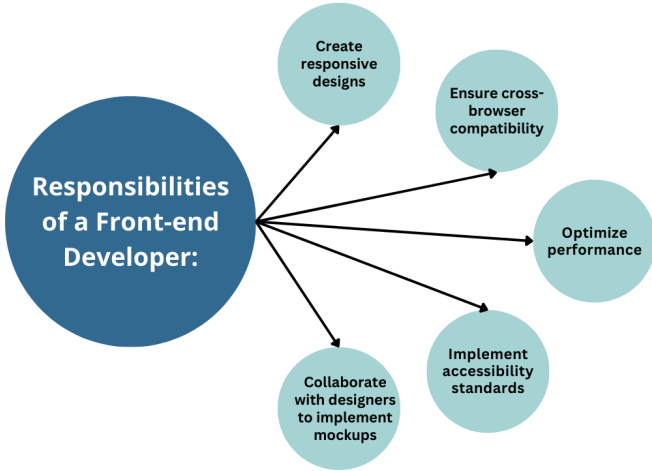 Responsibilities
of a Front-end
Developer:
Create
responsive
designs
Ensure cross-
browser
compatibility
Optimize
performance
Implement
accessibility
standards
Collaborate
with designers
to implement
mockups